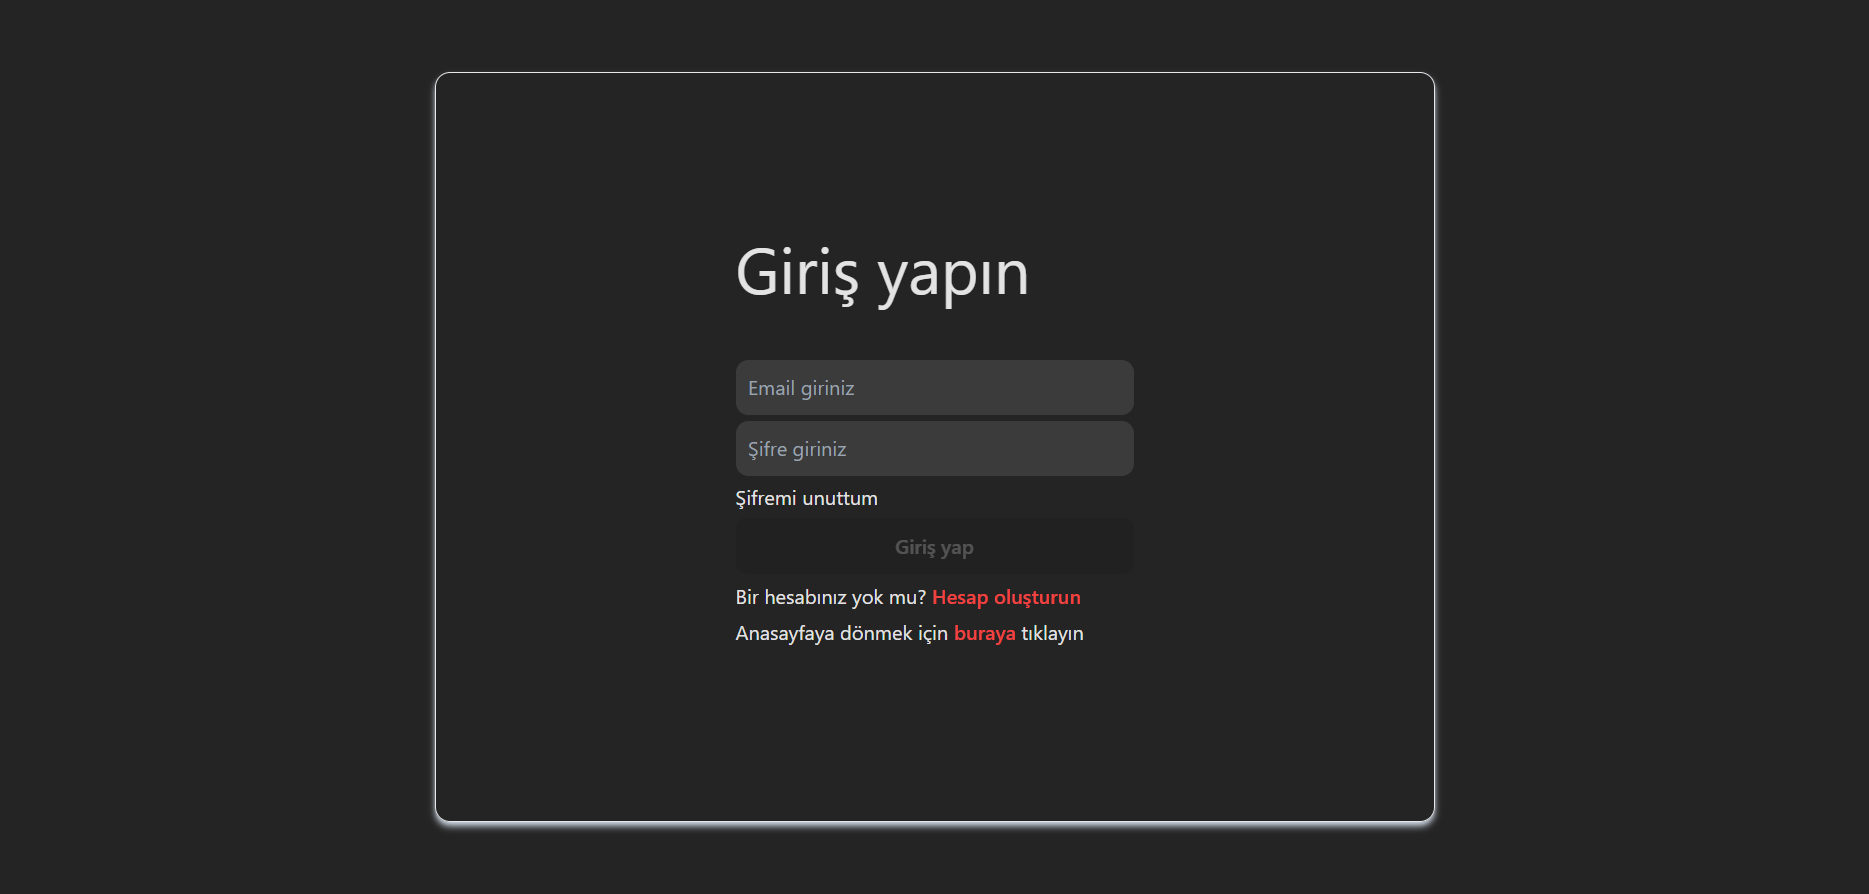 Giriş yapın
Email giriniz
Şifre giriniz
Şifremi unuttum
Giriş yap
Bir hesabınız yok mu? Hesap oluşturun
Anasayfaya dönmek için buraya tıklayın